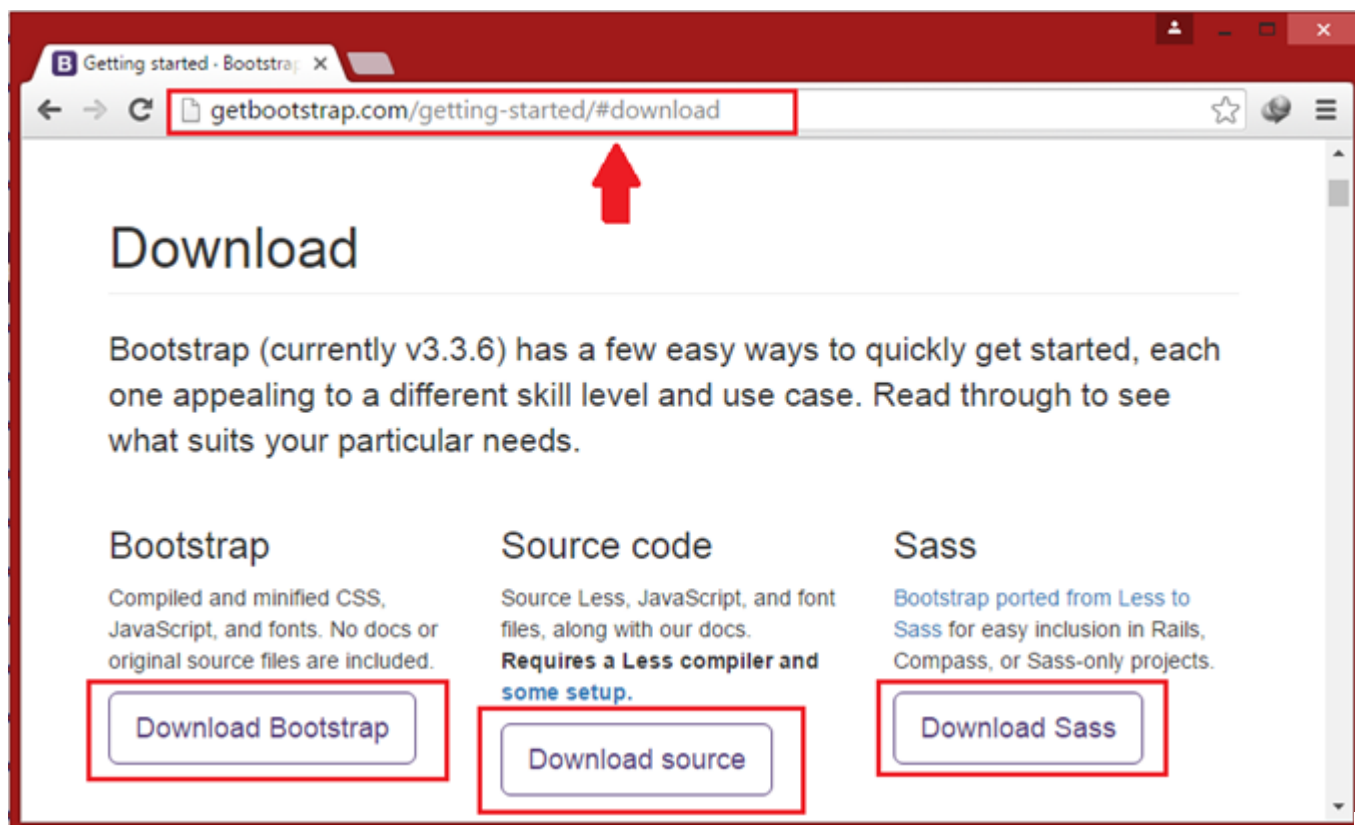 B Getting started · Bootstrap
getbootstrap.com/getting-started/#download
Download
Bootstrap (currently v3.3.6) has a few easy ways to quickly get started, each
one appealing to a different skill level and use case. Read through to see
what suits your particular needs.
Bootstrap
Compiled and minified CSS,
JavaScript, and fonts. No docs or
original source files are included.
Download Bootstrap
Source code
Source Less, JavaScript, and font
files, along with our docs.
Requires a Less compiler and
some setup.
Download source
Sass
Bootstrap ported from Less to
Sass for easy inclusion in Rails,
Compass, or Sass-only projects.
Download Sass